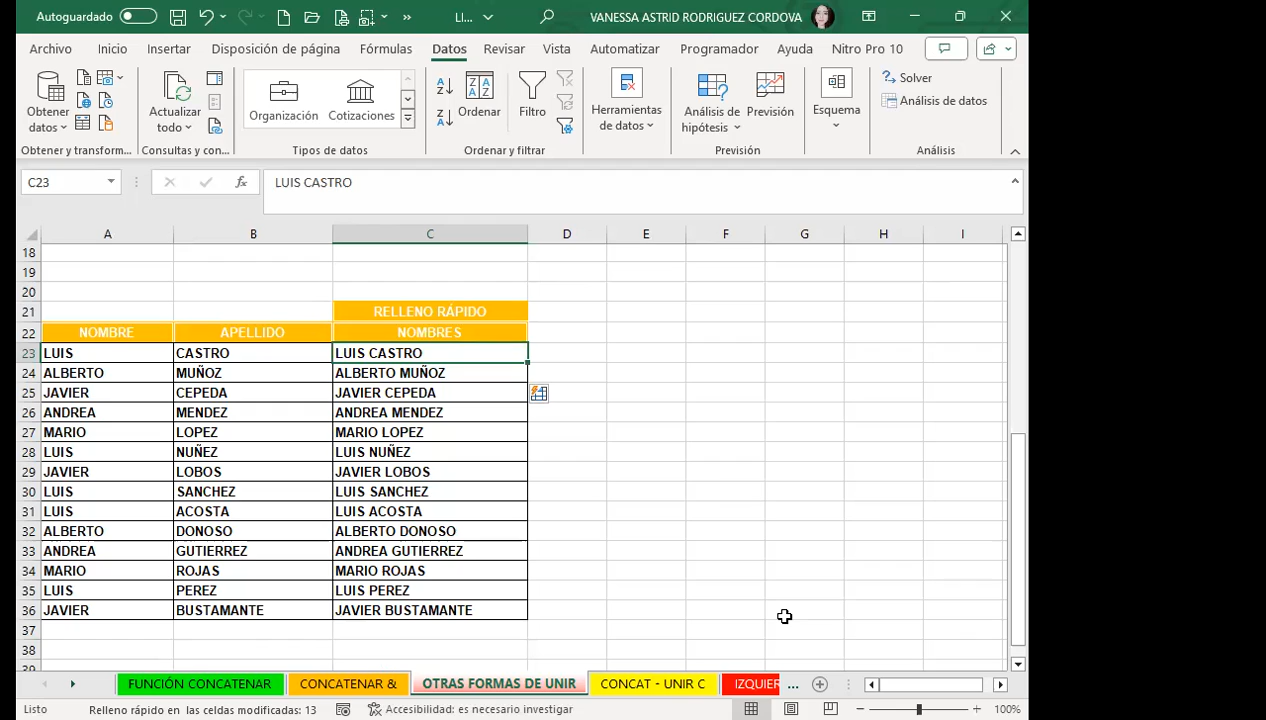 Autoguardado
LI...
VANESSA ASTRID RODRIGUEZ CORDOVA
Archivo Inicio Insertar Disposición de página Fórmulas Datos Revisar Vista Automatizar Programador Ayuda Nitro Pro 10
Obtener datos
Actualizar todo
Organización
Cotizaciones
Ordenar
Filtro
Herramientas de datos
Análisis de hipótesis
Previsión
Esquema
Solver
Análisis de datos
Obtener y transform... Consultas y con... Tipos de datos Ordenar y filtrar Previsión Análisis
C23 fx LUIS CASTRO
A B C D E F G H I
18
19
20
21 RELLENO RÁPIDO
22 NOMBRE APELLIDO NOMBRES
23 LUIS CASTRO LUIS CASTRO
24 ALBERTO MUÑOZ ALBERTO MUÑOZ
25 JAVIER CEPEDA JAVIER CEPEDA
26 ANDREA MENDEZ ANDREA MENDEZ
27 MARIO LOPEZ MARIO LOPEZ
28 LUIS NUÑEZ LUIS NUÑEZ
29 JAVIER LOBOS JAVIER LOBOS
30 LUIS SANCHEZ LUIS SANCHEZ
31 LUIS ACOSTA LUIS ACOSTA
32 ALBERTO DONOSO ALBERTO DONOSO
33 ANDREA GUTIERREZ ANDREA GUTIERREZ
34 MARIO ROJAS MARIO ROJAS
35 LUIS PEREZ LUIS PEREZ
36 JAVIER BUSTAMANTE JAVIER BUSTAMANTE
37
38
39
FUNCIÓN CONCATENAR CONCATENAR & OTRAS FORMAS DE UNIR CONCAT - UNIR C IZQUIER ...
Listo Relleno rápido en las celdas modificadas: 13 Accesibilidad: es necesario investigar 100%